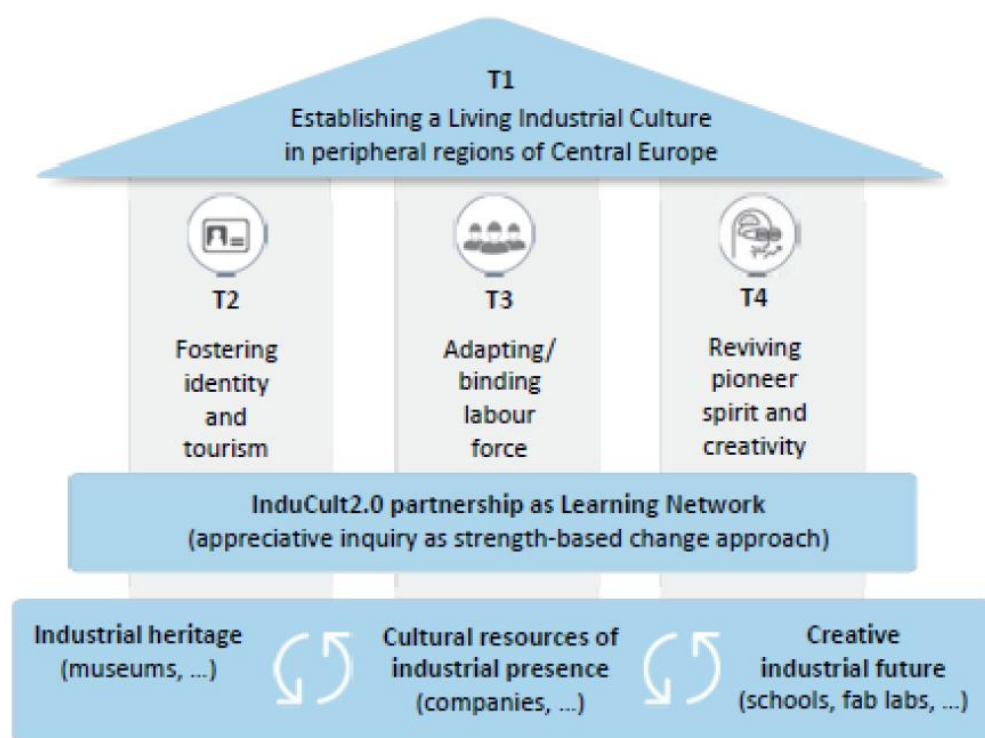 T1
Establishing a Living Industrial Culture
in peripheral regions of Central Europe
T2
Fostering
identity
and
tourism
T3
Adapting/
binding
labour
force
T4
Reviving
pioneer
spirit and
creativity
InduCult2.0 partnership as Learning Network
(appreciative inquiry as strength-based change approach)
Industrial heritage
(museums, ...)
Cultural resources of
industrial presence
(companies, ...)
Creative
industrial future
(schools, fab labs, ...)